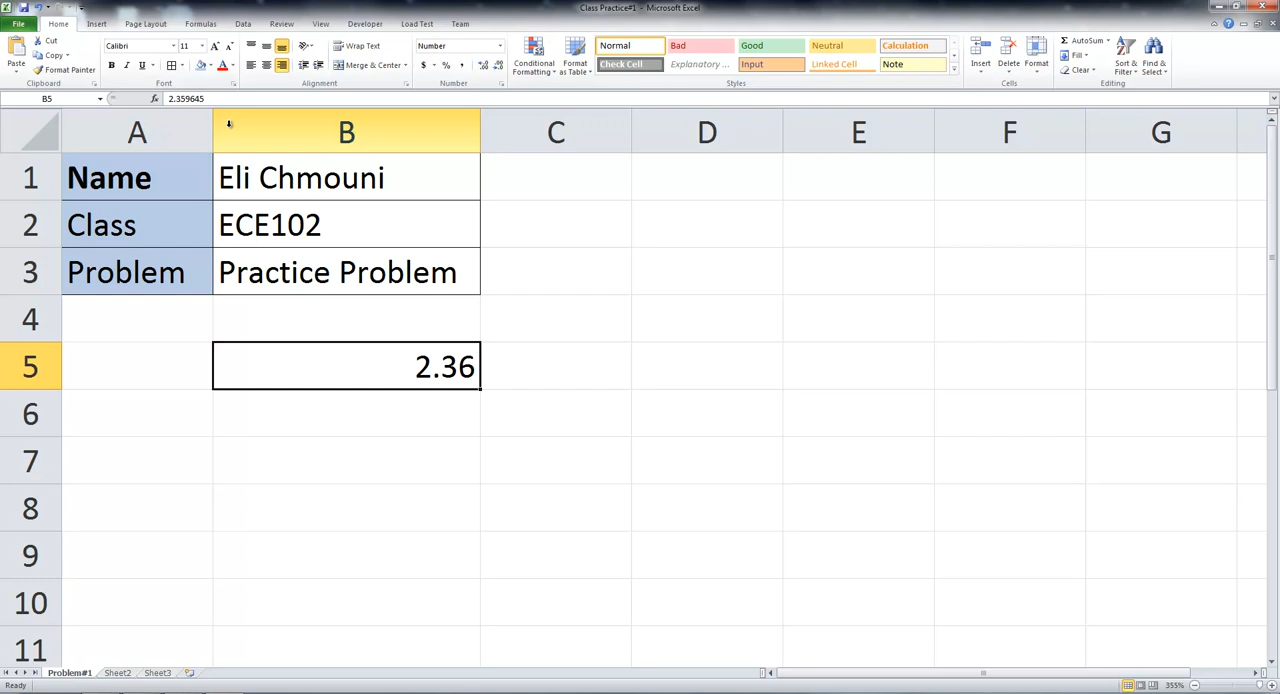 Class Practice#1 - Microsoft Excel
File Home Insert Page Layout Formulas Data Review View Developer Load Test Team
Paste
Cut
Copy
Format Painter
Clipboard
Calibri 11
B I U
Font
Wrap Text
Merge & Center
Alignment
Number
$ % ,
Number
Conditional Formatting
Format as Table
Normal Bad Good Neutral Calculation
Check Cell Explanatory ... Input Linked Cell Note
Styles
Insert Delete Format
Cells
Σ AutoSum
Fill
Clear
Sort & Filter
Find & Select
Editing
B5 fx 2.359645
A B C D E F G
1 Name Eli Chmouni
2 Class ECE102
3 Problem Practice Problem
4
5 2.36
6
7
8
9
10
11
Problem#1 Sheet2 Sheet3
Ready 355%